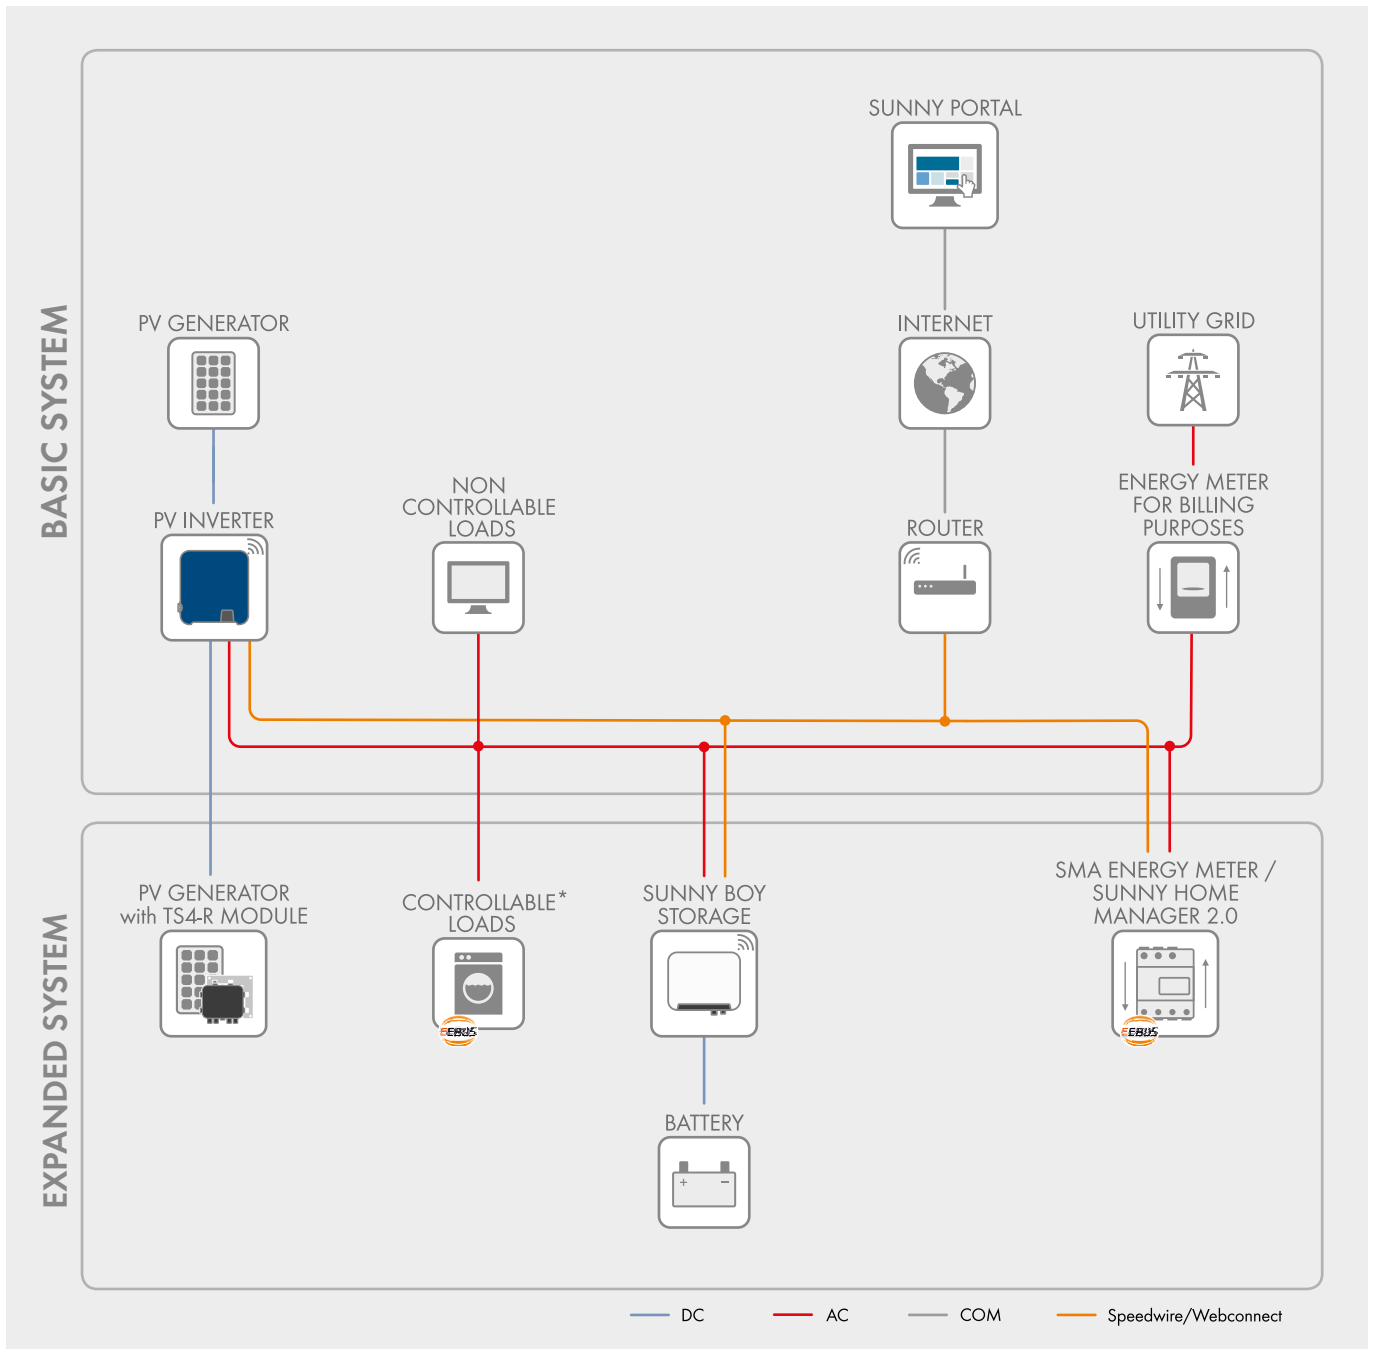 BASIC SYSTEM
SUNNY PORTAL
PV GENERATOR
INTERNET
UTILITY GRID
PV INVERTER
NON
CONTROLLABLE
LOADS
ROUTER
ENERGY METER
FOR BILLING
PURPOSES
EXPANDED SYSTEM
PV GENERATOR
with TS4-R MODULE
CONTROLLABLE*
LOADS
EEBUS
SUNNY BOY
STORAGE
SMA ENERGY METER /
SUNNY HOME
MANAGER 2.0
EEBUS
BATTERY
+ −
DC
AC
COM
Speedwire/Webconnect